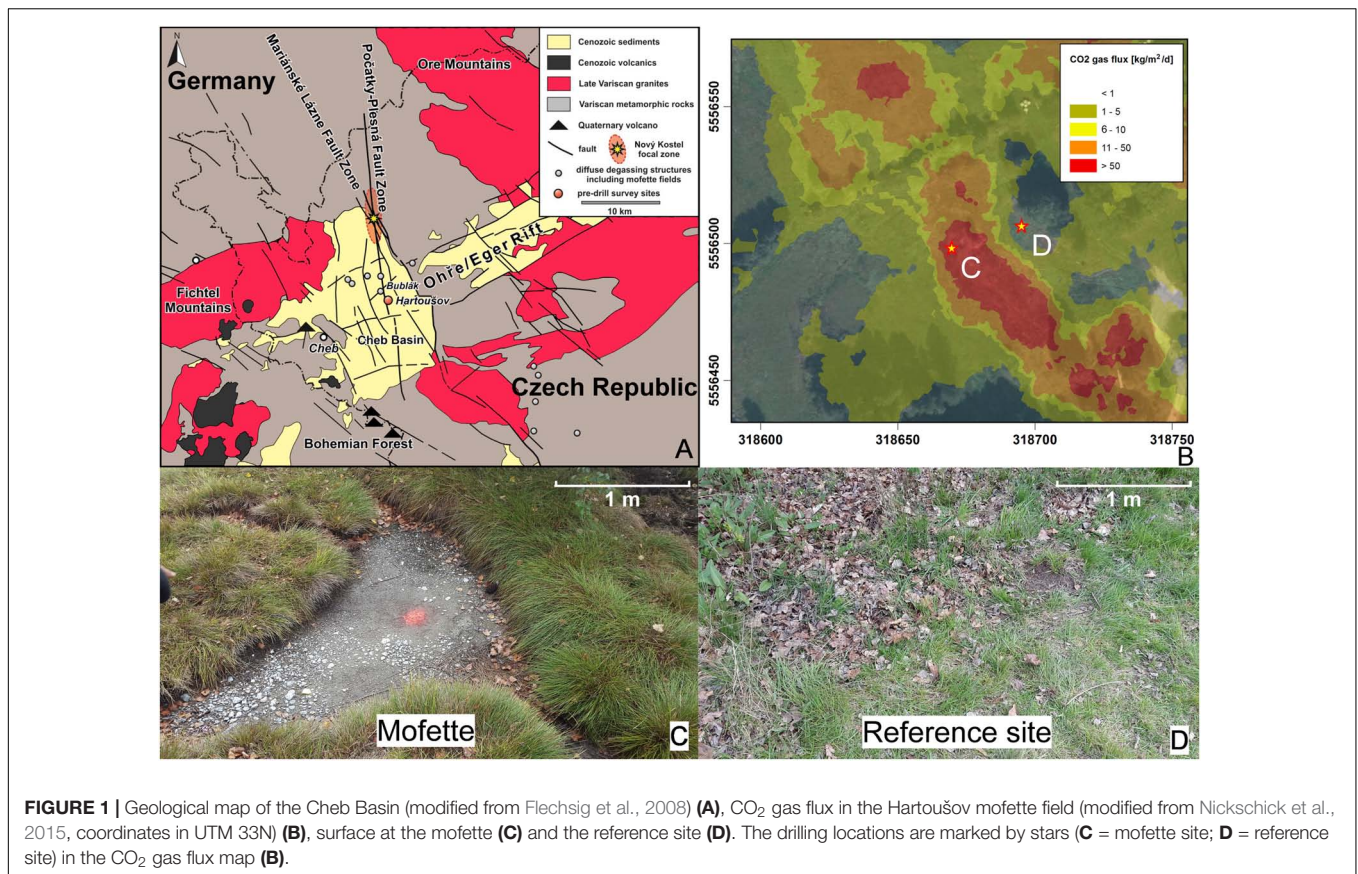 N
Germany
Mariánské Lázne Fault Zone
Počatky-Plesná Fault Zone
Ore Mountains
Cenozoic sediments
Cenozoic volcanics
Late Variscan granites
Variscan metamorphic rocks
Quaternary volcano
fault
Nový Kostel
focal zone
diffuse degassing structures
including mofette fields
pre-drill survey sites
10 km
Ohře/Eger Rift
Fichtel
Mountains
Bublák
Hartoušov
Cheb
Cheb Basin
Czech Republic
Bohemian Forest
A
CO2 gas flux [kg/m²/d]
< 1
1 - 5
6 - 10
11 - 50
> 50
5556550
5556500
5556450
C
D
318600
318650
318700
318750
B
1 m
Mofette
C
1 m
Reference site
D
FIGURE 1 | Geological map of the Cheb Basin (modified from Flechsig et al., 2008) (A), CO₂ gas flux in the Hartoušov mofette field (modified from Nickschick et al.,
2015, coordinates in UTM 33N) (B), surface at the mofette (C) and the reference site (D). The drilling locations are marked by stars (C = mofette site; D = reference
site) in the CO₂ gas flux map (B).